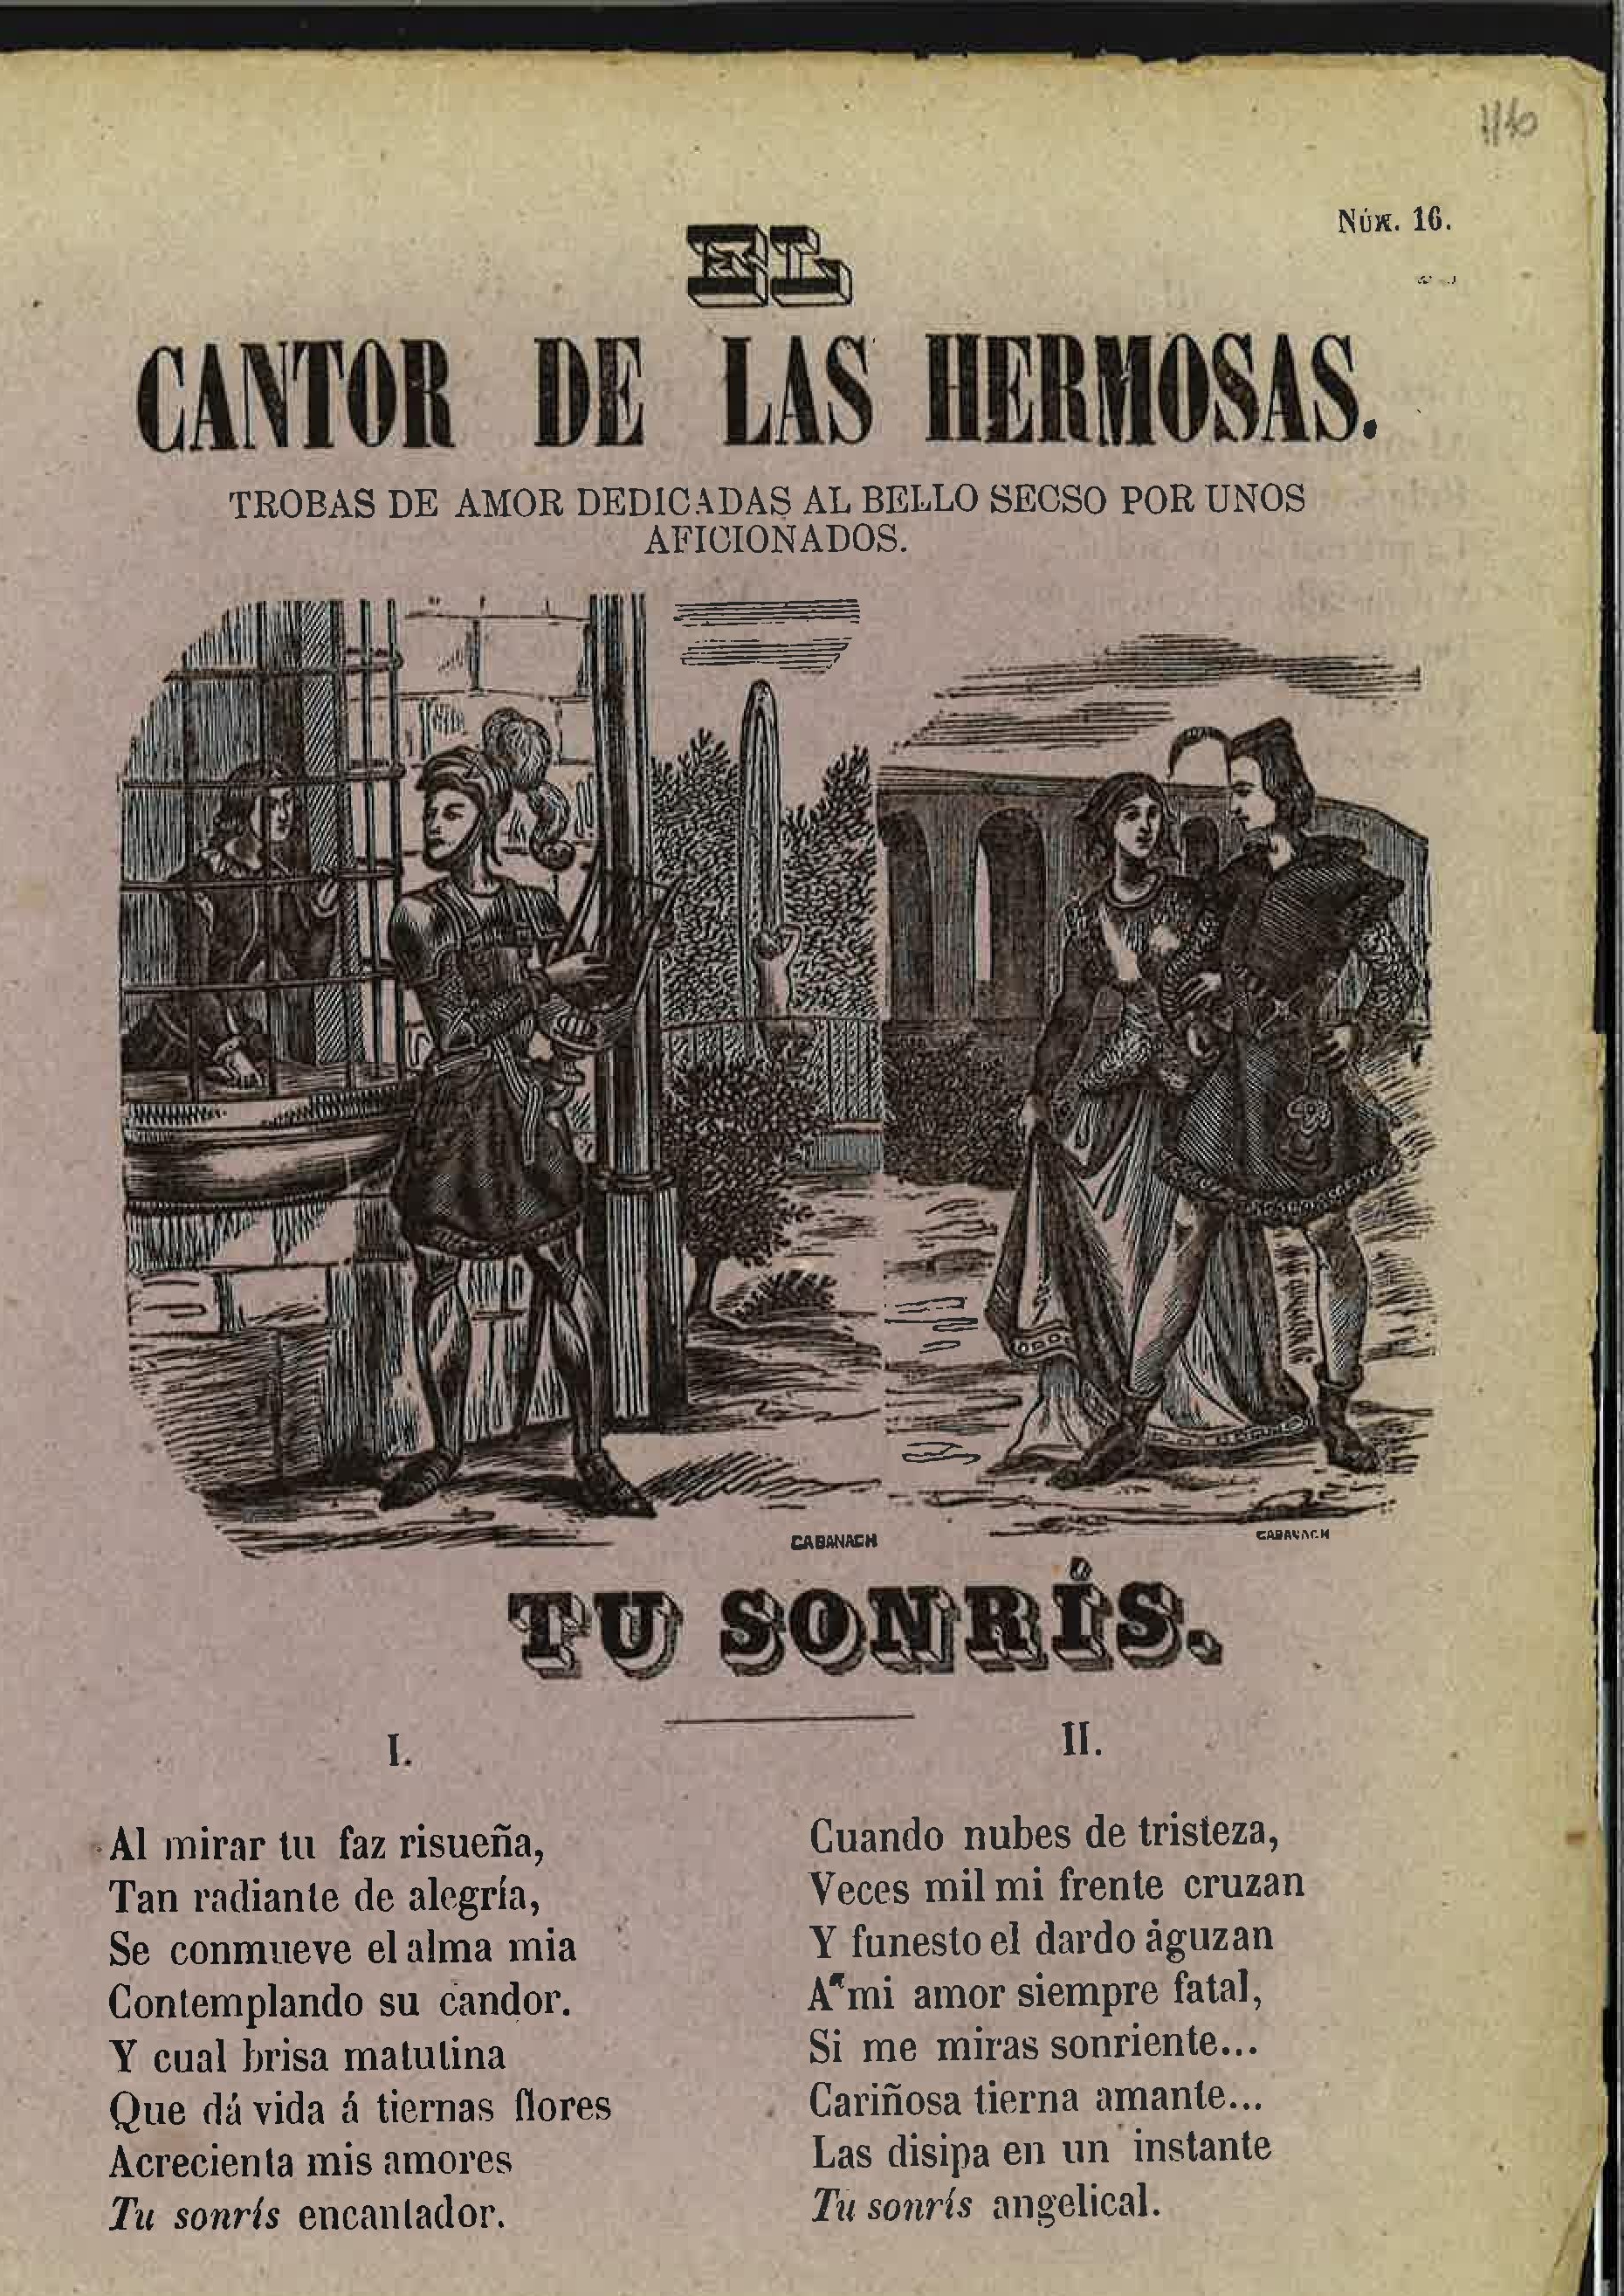 Núm. 16.
EL
CANTOR DE LAS HERMOSAS.
TROBAS DE AMOR DEDICADAS AL BELLO SECSO POR UNOS
AFICIONADOS.
CABANACH
CABANACH
TU SONRÍS.
I.
Al mirar tu faz risueña,
Tan radiante de alegría,
Se conmueve el alma mia
Contemplando su candor.
Y cual brisa matutina
Que dá vida á tiernas flores
Acrecienta mis amores
Tu sonrís encantador.
II.
Cuando nubes de tristeza,
Veces mil mi frente cruzan
Y funesto el dardo águzan
A mi amor siempre fatal,
Si me miras sonriente...
Cariñosa tierna amante...
Las disipa en un instante
Tu sonrís angelical.